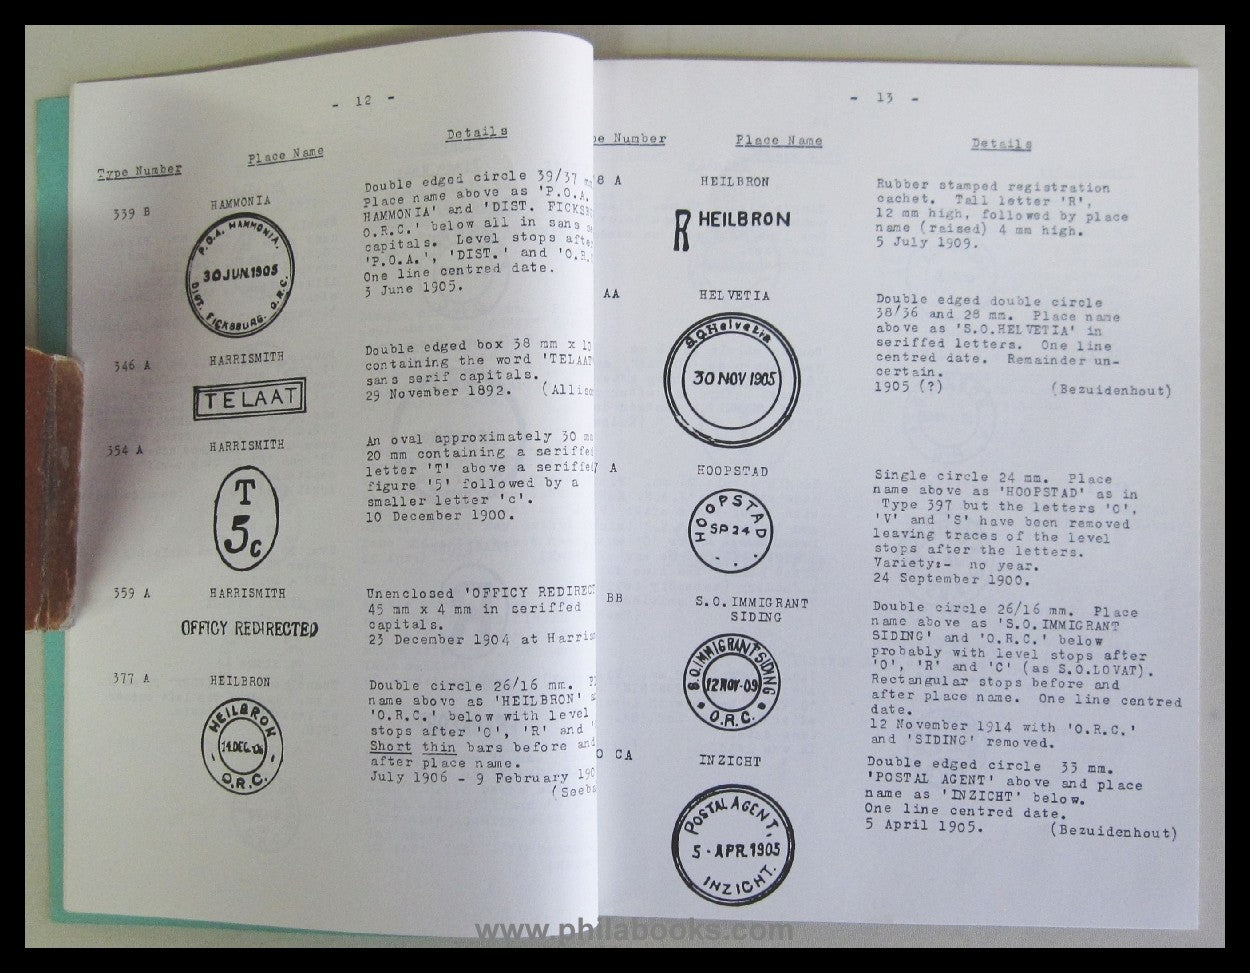 - 12 -
Type Number Place Name Details
339 B HAMMONIA
Double edged circle 39/37
Place name above as 'P.O.A.
HAMMONIA' and 'DIST.
O.R.C.' below all in sans
capitals. Level stops
'P.O.A.', 'DIST.' and
One line centred date.
3 June 1905.
P.O.A. HAMMONIA.
30 JUN.1905
DIST. FICKSBURG. O.R.C.
346 A HARRISMITH
Double edged box 38 mm x
containing the word 'TELAAT'
sans serif capitals.
29 November 1892.
TELAAT
354 A HARRISMITH
An oval approximately 30
20 mm containing a
letter 'T' above a
figure '5' followed by a
smaller letter 'c'.
10 December 1900.
T
5c
359 A HARRISMITH
Unenclosed 'OFFICY
45 mm x 4 mm in seriffed
capitals.
23 December 1904 at
OFFICY REDIRECTED
377 A HEILBRON
Double circle 26/16 mm.
name above as 'HEILBRON'
'O.R.C.' below with level
stops after 'O', 'R' and
Short thin bars before and
after place name.
July 1906 - 9 February
HEILBRON
14.DEC.06
O.R.C.
- 13 -
Number Place Name Details
A HEILBRON
Rubber stamped registration
cachet. Tall letter 'R',
12 mm high, followed by place
name (raised) 4 mm high.
5 July 1909.
R HEILBRON
AA HELVETIA
Double edged double circle
38/36 and 28 mm. Place name
above as 'S.O.HELVETIA' in
seriffed letters. One line
centred date. Remainder un-
certain.
1905 (?) (Bezuidenhout)
S.O.Helvetia
30 NOV 1905
A HOOPSTAD
Single circle 24 mm. Place
name above as 'HOOPSTAD' as in
Type 397 but the letters 'O',
'V' and 'S' have been removed
leaving traces of the level
stops after the letters.
Variety:- no year.
24 September 1900.
HOOPSTAD
SP 24
BB S.O.IMMIGRANT
SIDING
Double circle 26/16 mm. Place
name above as 'S.O.IMMIGRANT
SIDING' and 'O.R.C.' below
probably with level stops after
'O', 'R' and 'C' (as S.O.LOVAT).
Rectangular stops before and
after place name. One line centred
date.
12 November 1914 with 'O.R.C.'
and 'SIDING' removed.
S.O.IMMIGRANT SIDING
12 NOV-09
O.R.C.
CA INZICHT
Double edged circle 33 mm.
'POSTAL AGENT' above and place
name as 'INZICHT' below.
One line centred date.
5 April 1905. (Bezuidenhout)
POSTAL AGENT,
5 - APR.1905
INZICHT.
www.philabooks.com